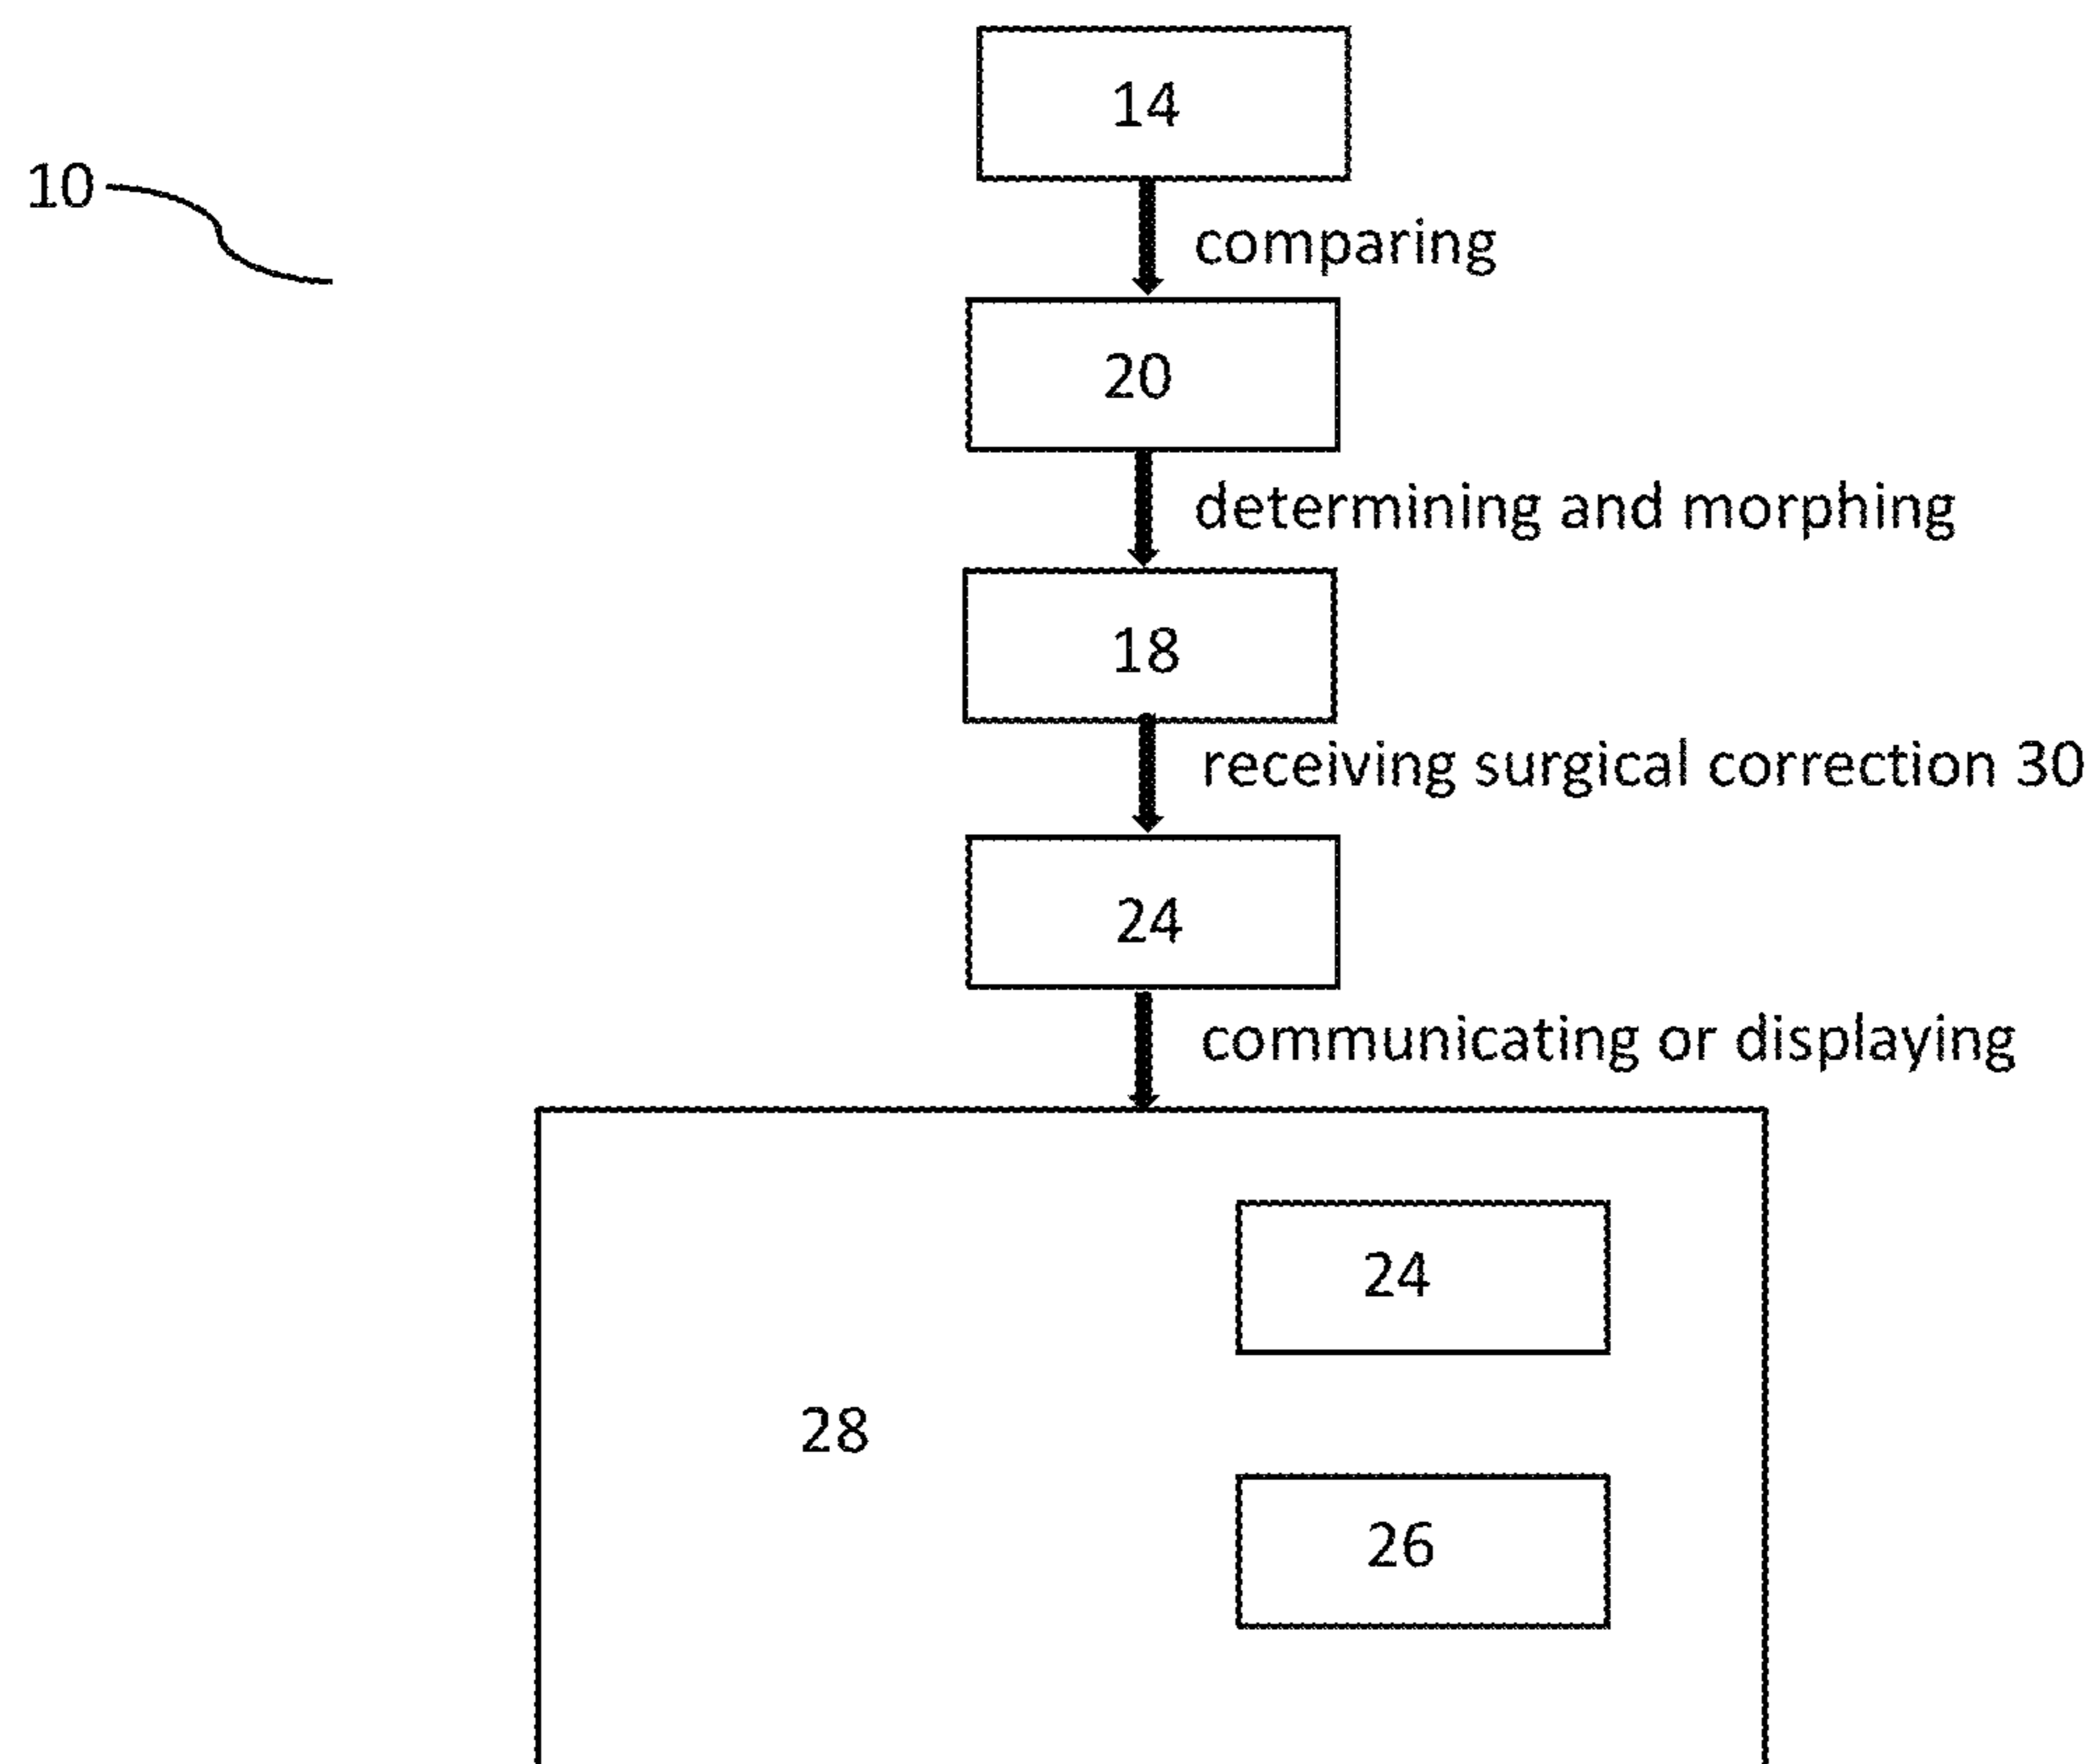 14
10
comparing
20
determining and morphing
18
receiving surgical correction 30
24
communicating or displaying
24
28
26